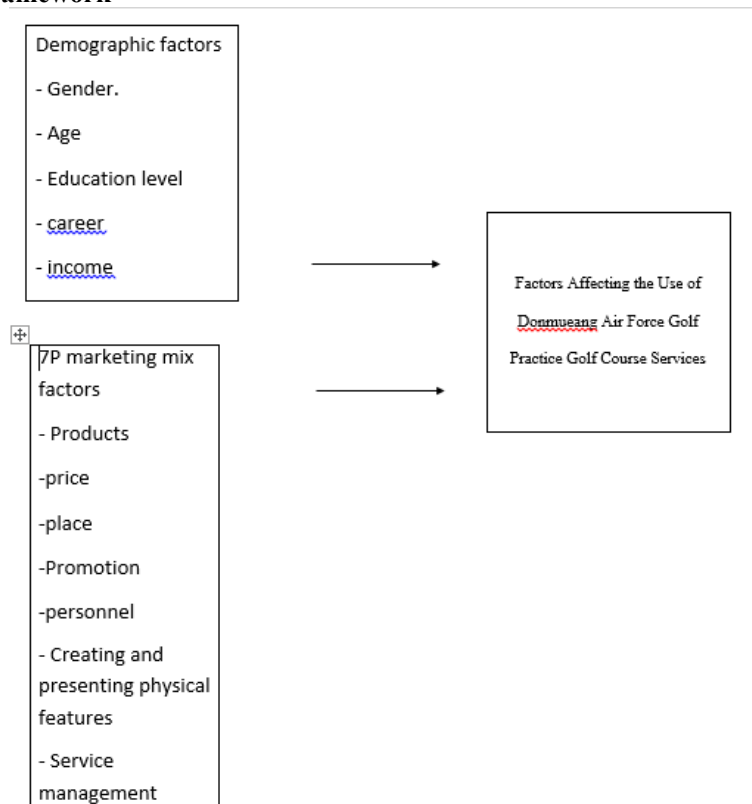 Demographic factors
- Gender.
- Age
- Education level
- career
- income
Factors Affecting the Use of
Donmueang Air Force Golf
Practice Golf Course Services
7P marketing mix
factors
- Products
-price
-place
-Promotion
-personnel
- Creating and
presenting physical
features
- Service
management